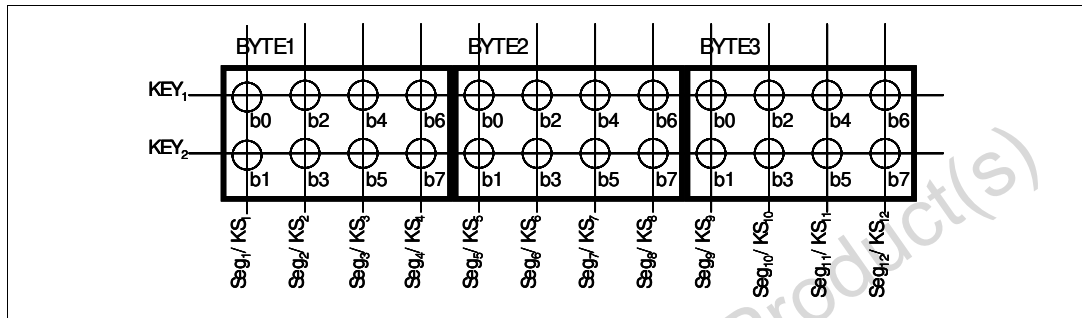 BYTE1 BYTE2 BYTE3
KEY1
b0 b2 b4 b6 b0 b2 b4 b6 b0 b2 b4 b6
KEY2
b1 b3 b5 b7 b1 b3 b5 b7 b1 b3 b5 b7
Seg1/ KS1
Seg2/ KS2
Seg3/ KS3
Seg4/ KS4
Seg5/ KS5
Seg6/ KS6
Seg7/ KS7
Seg8/ KS8
Seg9/ KS9
Seg10/ KS10
Seg11/ KS11
Seg12/ KS12
Product(s)